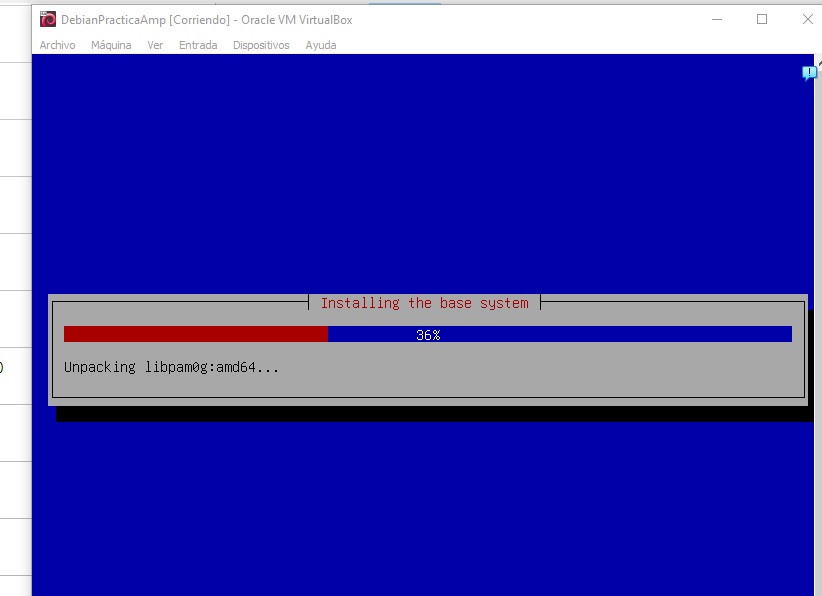 DebianPracticaAmp [Corriendo] - Oracle VM VirtualBox
Archivo Máquina Ver Entrada Dispositivos Ayuda
Installing the base system
36%
Unpacking libpam0g:amd64...
)